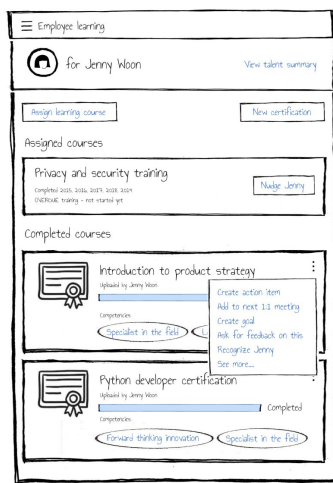 Employee learning
for Jenny Woon
View talent summary
Assign learning course
New certification
Assigned courses
Privacy and security training
Completed 2015, 2016, 2017, 2018, 2019
OVERDUE training - not started yet
Nudge Jenny
Completed courses
Introduction to product strategy
Uploaded by Jenny Woon
Competencies
Specialist in the field
Create action item
Add to next 1:1 meeting
Create goal
Ask for feedback on this
Recognize Jenny
See more...
Python developer certification
Uploaded by Jenny Woon
Completed
Competencies
Forward thinking innovation
Specialist in the field